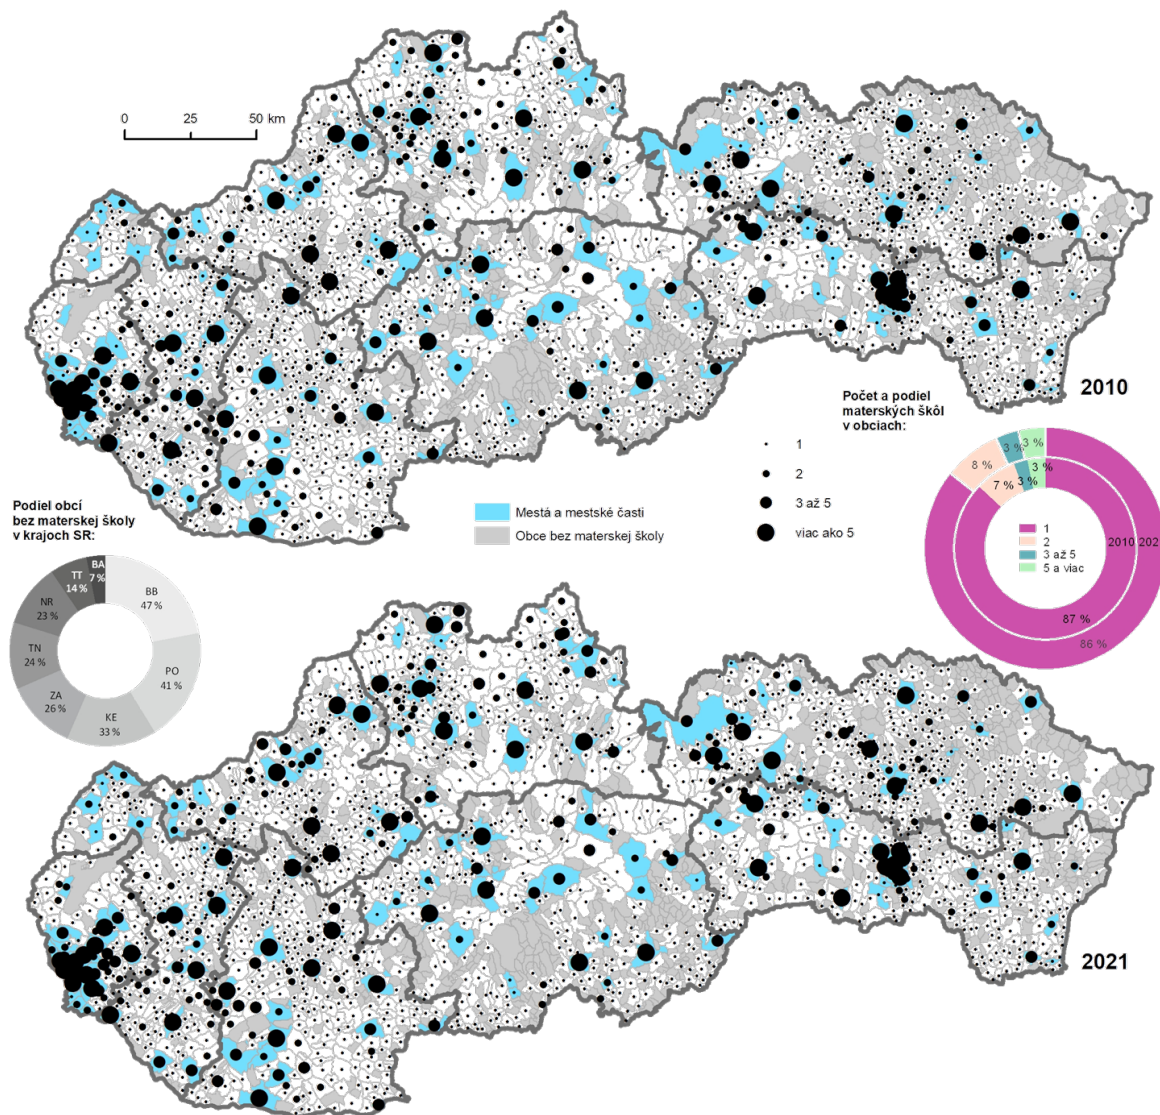 0 25 50 km
2010
Počet a podiel
materských škôl
v obciach:
1
2
3 až 5
viac ako 5
Mestá a mestské časti
Obce bez materskej školy
8 %
3 %
3 %
7 %
3 %
3 %
1
2
3 až 5
5 a viac
2010
202
87 %
86 %
Podiel obcí
bez materskej školy
v krajoch SR:
BA
7 %
TT
14 %
NR
23 %
TN
24 %
ZA
26 %
KE
33 %
PO
41 %
BB
47 %
2021